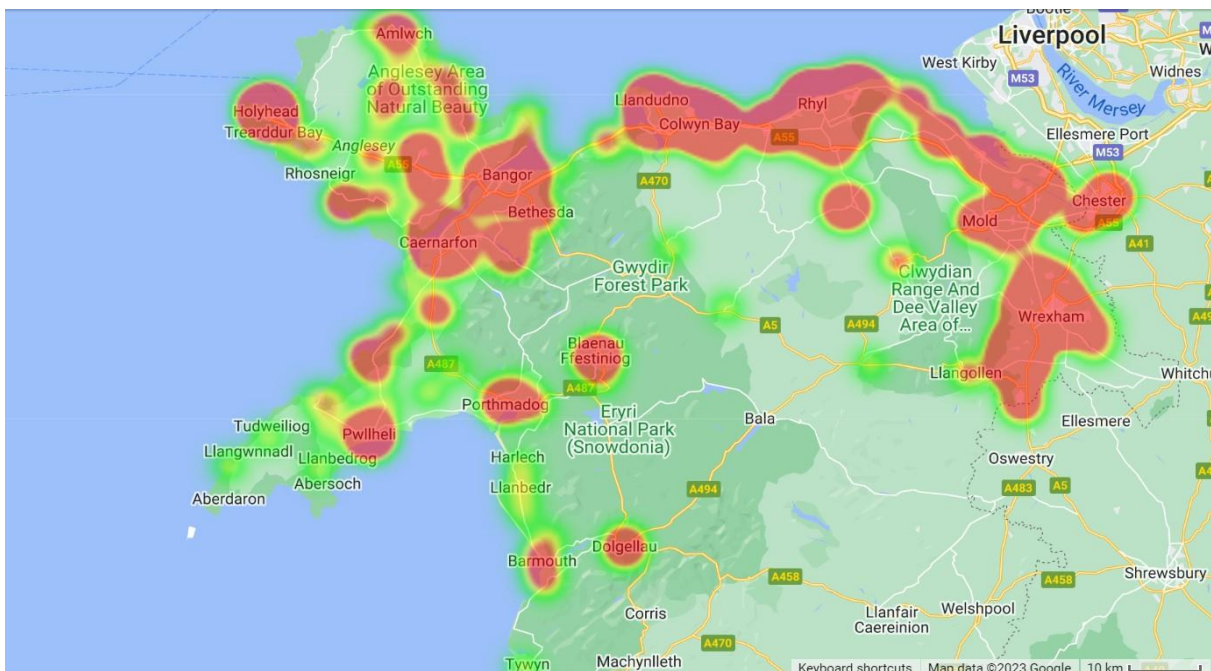 Bootle
Liverpool
West Kirby
M53
Widnes
River Mersey
Amlwch
Anglesey Area
of Outstanding
Natural Beauty
Holyhead
Trearddur Bay
Anglesey
A55
Rhosneigr
Bangor
Bethesda
Caernarfon
Llandudno
Colwyn Bay
Rhyl
A55
A470
Ellesmere Port
M53
Chester
A55
A41
Mold
Gwydir
Forest Park
Clwydian
Range And
Dee Valley
Area of...
A5
A494
Wrexham
Llangollen
Whitchu
Blaenau
Ffestiniog
A487
A487
Porthmadog
Eryri
National Park
(Snowdonia)
Bala
Ellesmere
Oswestry
A483
A5
Tudweiliog
Pwllheli
Llangwnnadl
Llanbedrog
Abersoch
Aberdaron
Harlech
Llanbedr
A494
Barmouth
Dolgellau
A458
A458
Shrewsbury
Corris
Llanfair
Caereinion
Welshpool
A470
Tywyn
Machynlleth
Keyboard shortcuts
Map data ©2023 Google
10 km